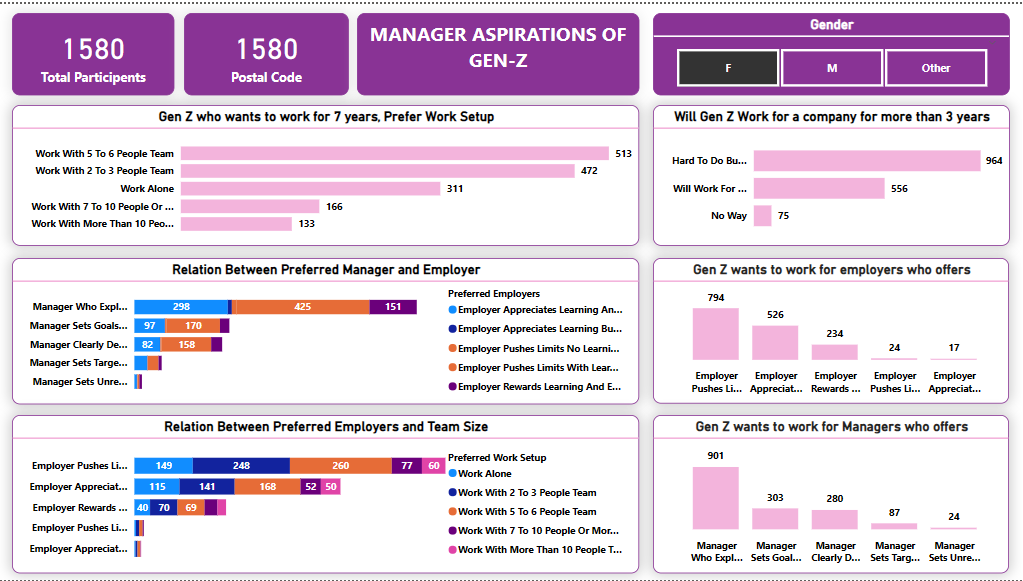 1580
Total Participents
1580
Postal Code
MANAGER ASPIRATIONS OF
GEN-Z
Gender
F
M
Other
Gen Z who wants to work for 7 years, Prefer Work Setup
Work With 5 To 6 People Team 513
Work With 2 To 3 People Team 472
Work Alone 311
Work With 7 To 10 People Or ... 166
Work With More Than 10 Peo... 133
Will Gen Z Work for a company for more than 3 years
Hard To Do Bu... 964
Will Work For ... 556
No Way 75
Relation Between Preferred Manager and Employer
Manager Who Expl... 298 425 151
Manager Sets Goals... 97 170
Manager Clearly De... 82 158
Manager Sets Targe...
Manager Sets Unre...
Preferred Employers
Employer Appreciates Learning An...
Employer Appreciates Learning Bu...
Employer Pushes Limits No Learni...
Employer Pushes Limits With Lear...
Employer Rewards Learning And E...
Gen Z wants to work for employers who offers
794
526
234
24
17
Employer Pushes Li...
Employer Appreciat...
Employer Rewards ...
Employer Pushes Li...
Employer Appreciat...
Relation Between Preferred Employers and Team Size
Employer Pushes Li... 149 248 260 77 60
Employer Appreciat... 115 141 168 52 50
Employer Rewards ... 40 70 69
Employer Pushes Li...
Employer Appreciat...
Preferred Work Setup
Work Alone
Work With 2 To 3 People Team
Work With 5 To 6 People Team
Work With 7 To 10 People Or Mor...
Work With More Than 10 People T...
Gen Z wants to work for Managers who offers
901
303
280
87
24
Manager Who Expl...
Manager Sets Goal...
Manager Clearly D...
Manager Sets Targ...
Manager Sets Unre...